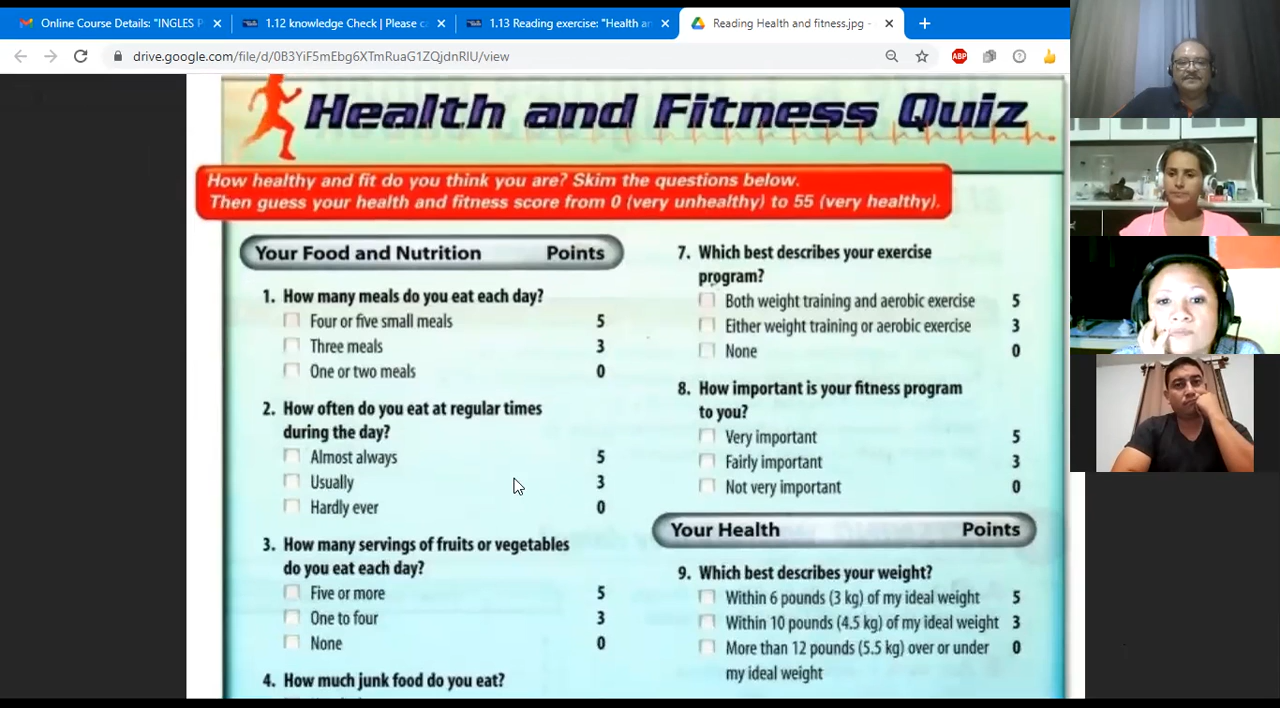 Online Course Details: "INGLES P
1.12 knowledge Check | Please ca
1.13 Reading exercise: "Health an
Reading Health and fitness.jpg -
drive.google.com/file/d/0B3YiF5mEbg6XTmRuaG1ZQjdnRlU/view
ABP
Health and Fitness Quiz
How healthy and fit do you think you are? Skim the questions below.
Then guess your health and fitness score from 0 (very unhealthy) to 55 (very healthy).
Your Food and Nutrition Points
1. How many meals do you eat each day?
Four or five small meals 5
Three meals 3
One or two meals 0
2. How often do you eat at regular times
during the day?
Almost always 5
Usually 3
Hardly ever 0
3. How many servings of fruits or vegetables
do you eat each day?
Five or more 5
One to four 3
None 0
4. How much junk food do you eat?
7. Which best describes your exercise
program?
Both weight training and aerobic exercise 5
Either weight training or aerobic exercise 3
None 0
8. How important is your fitness program
to you?
Very important 5
Fairly important 3
Not very important 0
Your Health Points
9. Which best describes your weight?
Within 6 pounds (3 kg) of my ideal weight 5
Within 10 pounds (4.5 kg) of my ideal weight 3
More than 12 pounds (5.5 kg) over or under 0
my ideal weight